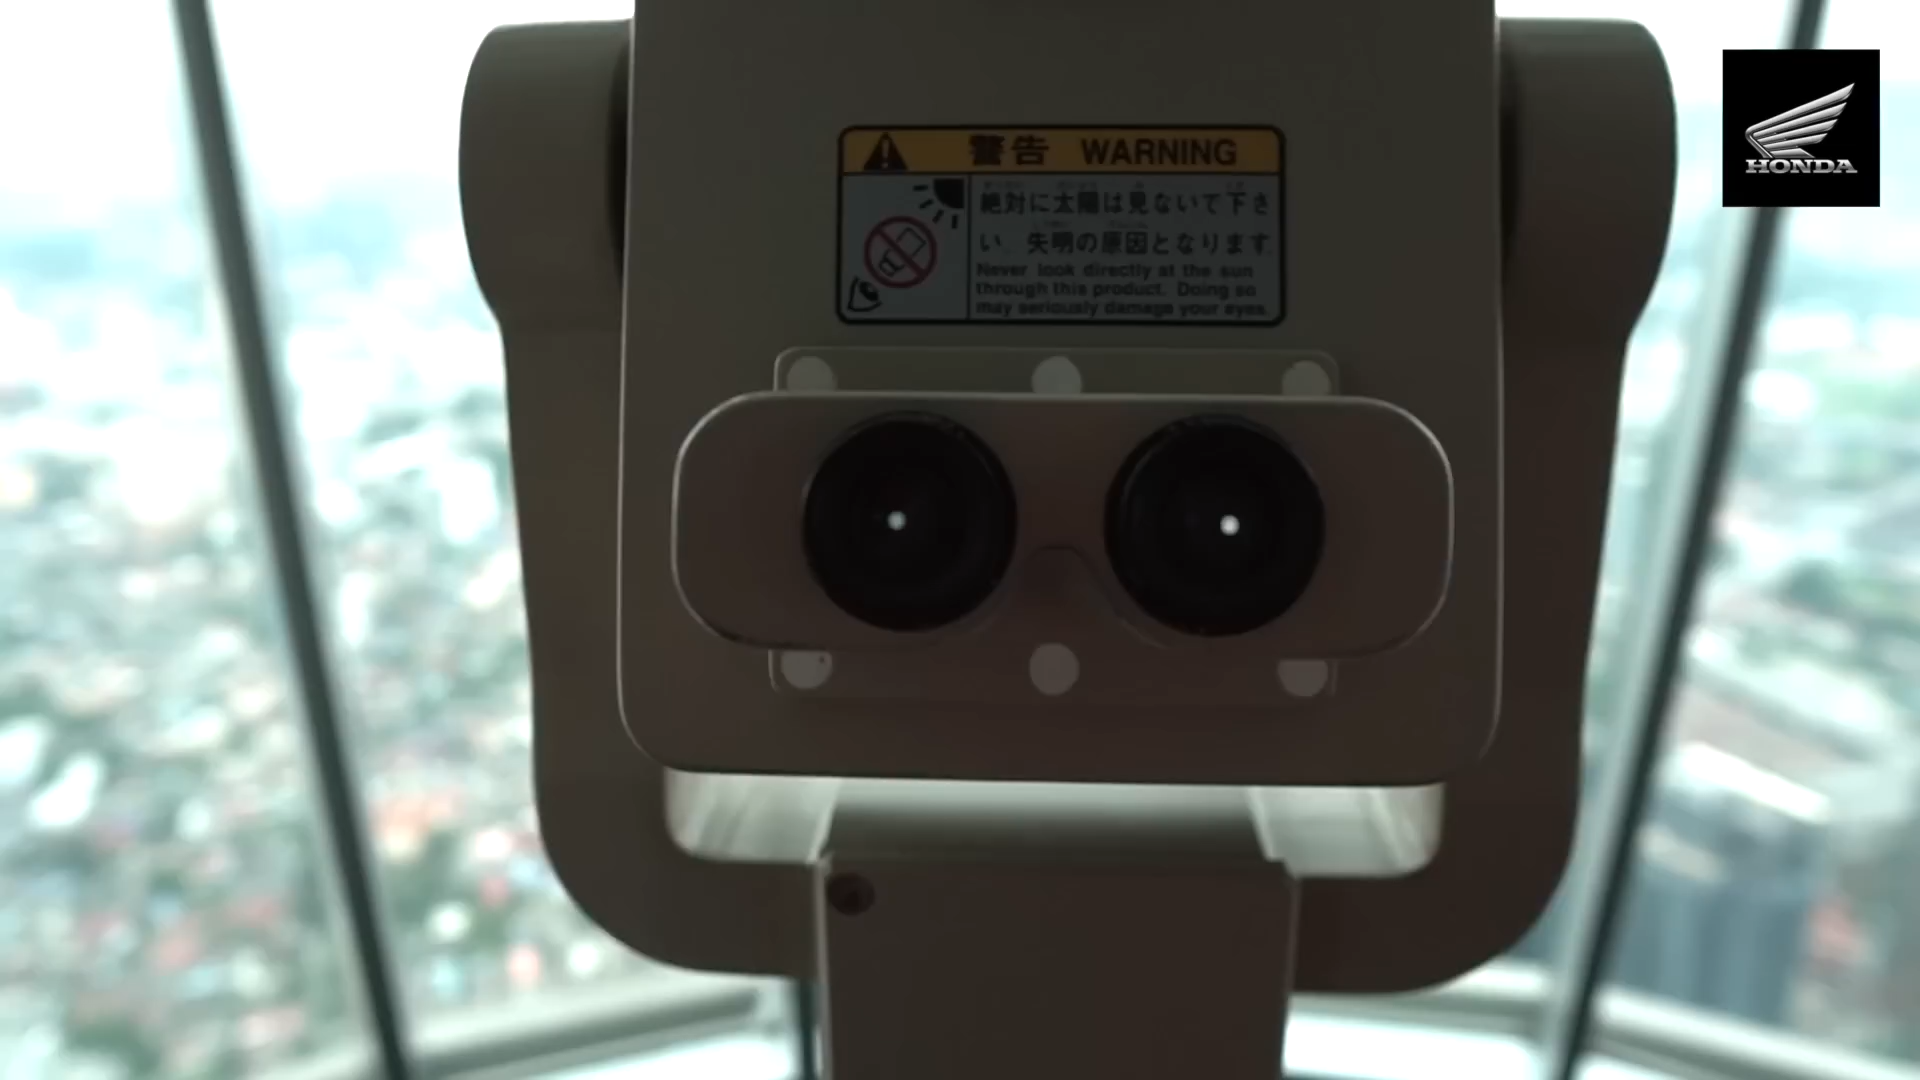 警告 WARNING
絶対に太陽は見ないで下さ
い、失明の原因となります
Never look directly at the sun
through this product. Doing so
may seriously damage your eyes.
HONDA